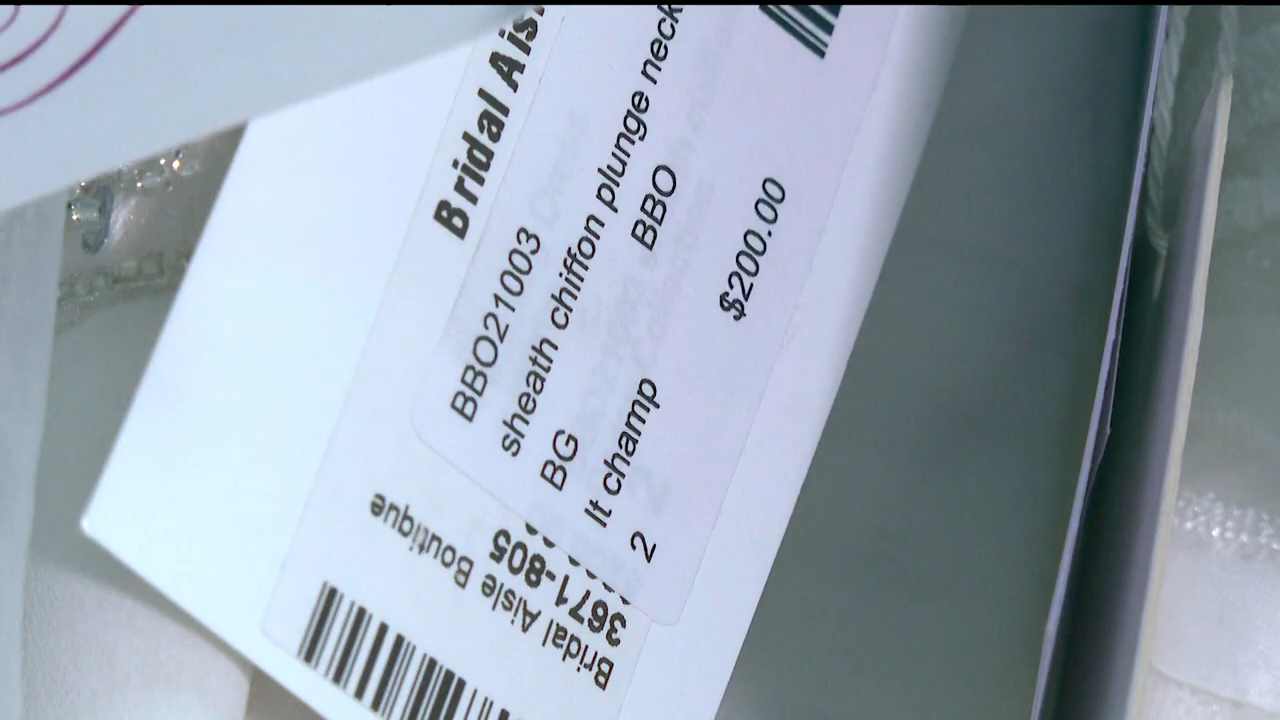 Bridal Ais
BBO21003
sheath chiffon plunge neck
BG BBO
lt champ
2 $200.00
Bridal Aisle Boutique
3671-805